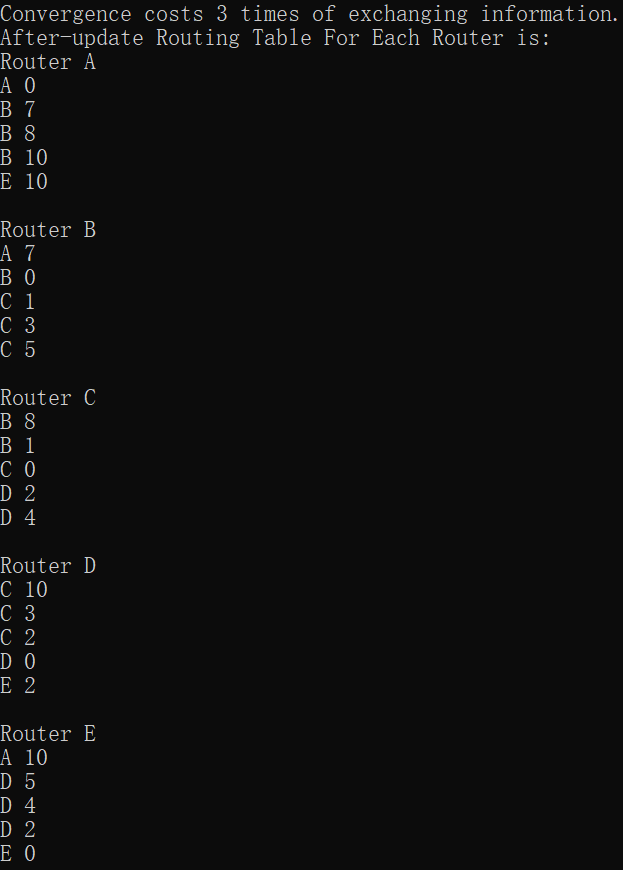 Convergence costs 3 times of exchanging information.
After-update Routing Table For Each Router is:
Router A
A 0
B 7
B 8
B 10
E 10
Router B
A 7
B 0
C 1
C 3
C 5
Router C
B 8
B 1
C 0
D 2
D 4
Router D
C 10
C 3
C 2
D 0
E 2
Router E
A 10
D 5
D 4
D 2
E 0